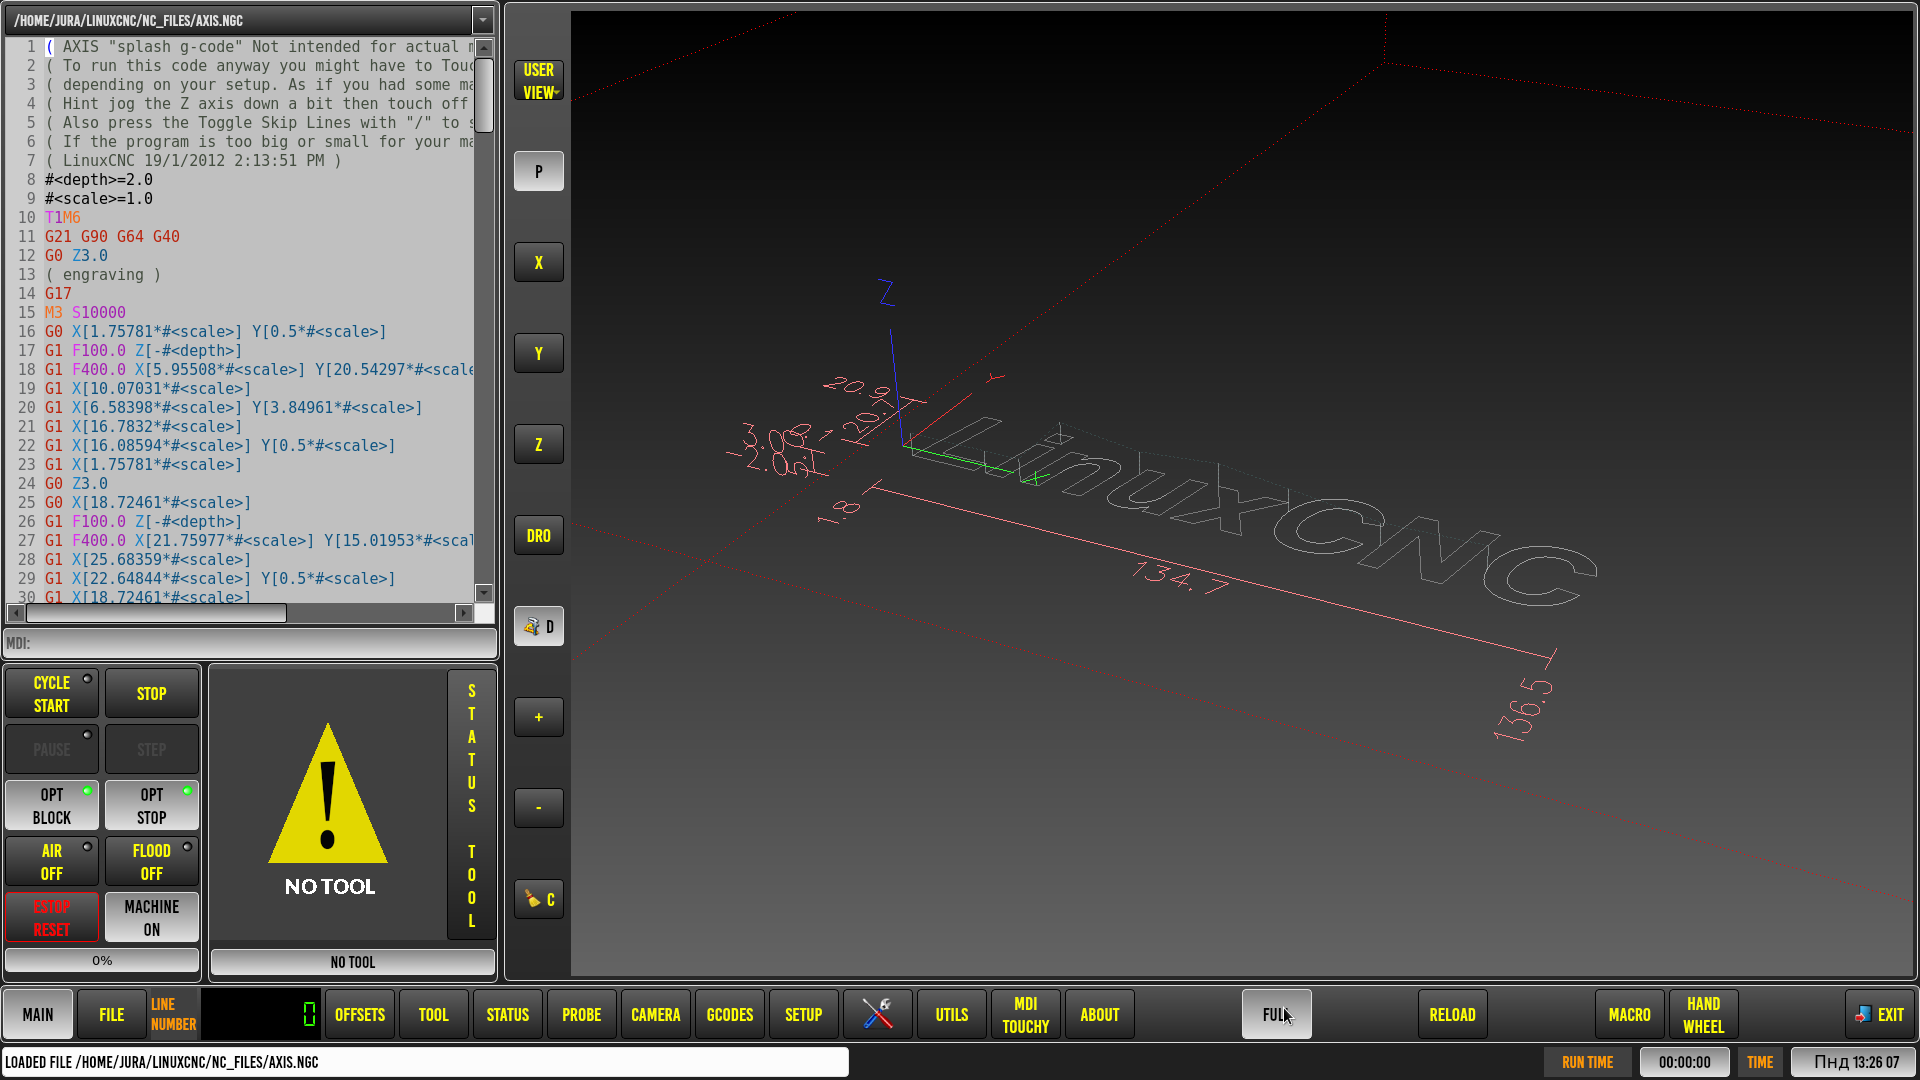 /HOME/JURA/LINUXCNC/NC_FILES/AXIS.NGC
1 ( AXIS "splash g-code" Not intended for actual
2 ( To run this code anyway you might have to
3 ( depending on your setup. As if you had some
4 ( Hint jog the Z axis down a bit then touch off
5 ( Also press the Toggle Skip Lines with "/" to
6 ( If the program is too big or small for your
7 ( LinuxCNC 19/1/2012 2:13:51 PM )
8 #<depth>=2.0
9 #<scale>=1.0
10 T1M6
11 G21 G90 G64 G40
12 G0 Z3.0
13 ( engraving )
14 G17
15 M3 S10000
16 G0 X[1.75781*#<scale>] Y[0.5*#<scale>]
17 G1 F100.0 Z[-#<depth>]
18 G1 F400.0 X[5.95508*#<scale>] Y[20.54297*#<scale
19 G1 X[10.07031*#<scale>]
20 G1 X[6.58398*#<scale>] Y[3.84961*#<scale>]
21 G1 X[16.7832*#<scale>]
22 G1 X[16.08594*#<scale>] Y[0.5*#<scale>]
23 G1 X[1.75781*#<scale>]
24 G0 Z3.0
25 G0 X[18.72461*#<scale>]
26 G1 F100.0 Z[-#<depth>]
27 G1 F400.0 X[21.75977*#<scale>] Y[15.01953*#<scal
28 G1 X[25.68359*#<scale>]
29 G1 X[22.64844*#<scale>] Y[0.5*#<scale>]
30 G1 X[18.72461*#<scale>]
MDI:
CYCLE START
STOP
PAUSE
STEP
OPT BLOCK
OPT STOP
AIR OFF
FLOOD OFF
ESTOP RESET
MACHINE ON
0%
NO TOOL
STATUS TOOL
NO TOOL
USER VIEW
P
X
Y
Z
DRO
D
+
-
C
Z
Y
20.9
LinuxCNC
1.8
134.7
136.5
MAIN
FILE
LINE NUMBER
0
OFFSETS
TOOL
STATUS
PROBE
CAMERA
GCODES
SETUP
UTILS
MDI TOUCHY
ABOUT
RELOAD
MACRO
HAND WHEEL
EXIT
LOADED FILE /HOME/JURA/LINUXCNC/NC_FILES/AXIS.NGC
RUN TIME
00:00:00
TIME
Пнд 13:26 07